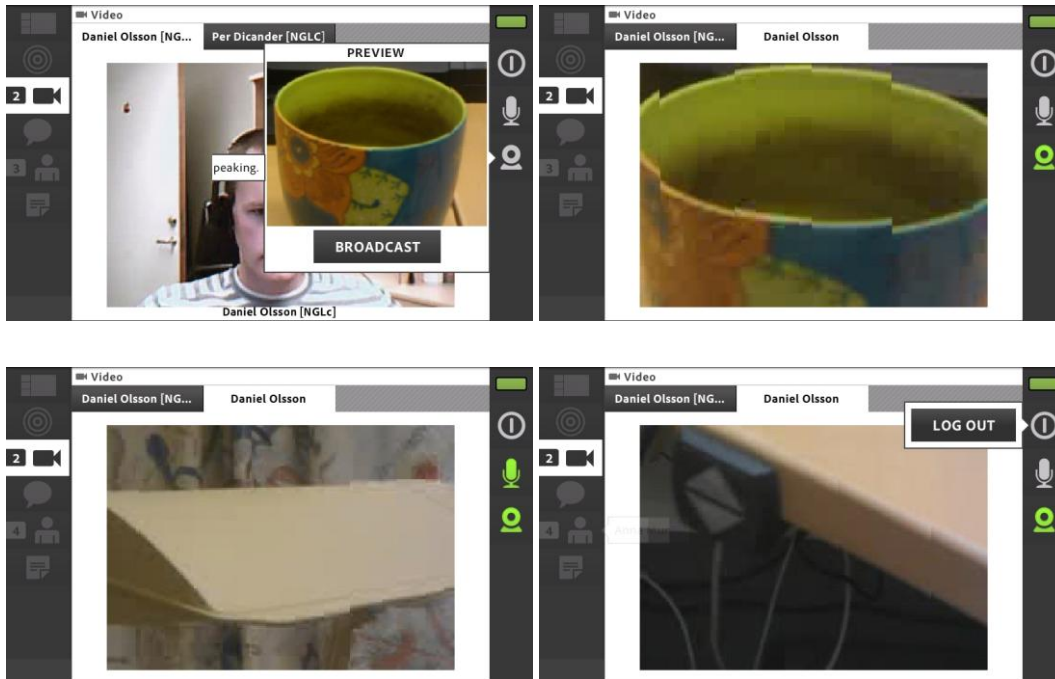 Video
Daniel Olsson [NG... Per Dicander [NGLC]
PREVIEW
2
peaking.
3
BROADCAST
Daniel Olsson [NGLc]
Video
Daniel Olsson [NG... Daniel Olsson
2
3
Video
Daniel Olsson [NG... Daniel Olsson
2
4
Video
Daniel Olsson [NG... Daniel Olsson
LOG OUT
2
4